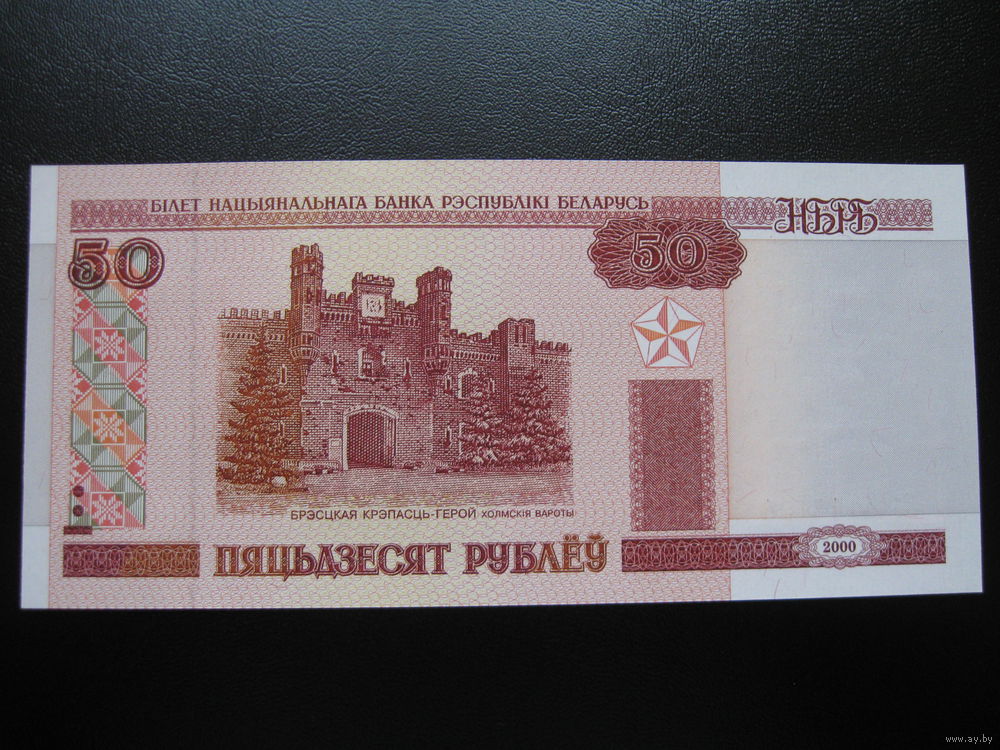 БІЛЕТ НАЦЫЯНАЛЬНАГА БАНКА РЭСПУБЛІКІ БЕЛАРУСЬ
НБРБ
50
50
БРЭСЦКАЯ КРЭПАСЦЬ-ГЕРОЙ ХОЛМСКІЯ ВАРОТЫ
ПЯЦЬДЗЕСЯТ РУБЛЁЎ
2000
www.ay.by